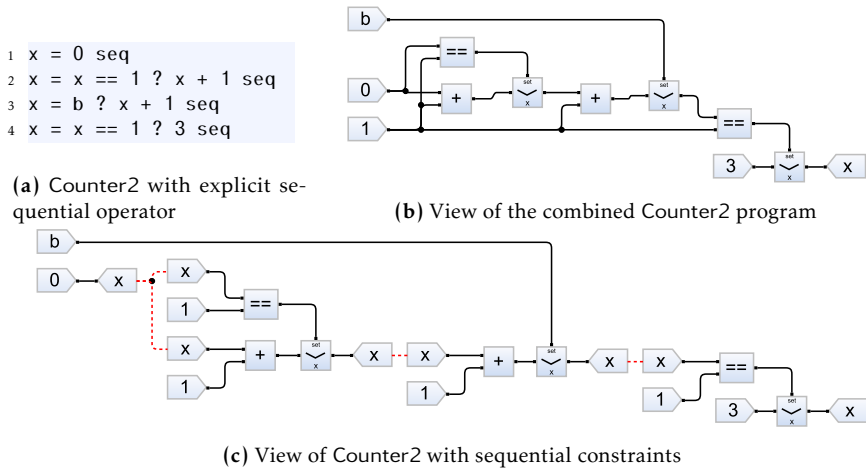 1 x = 0 seq
2 x = x == 1 ? x + 1 seq
3 x = b ? x + 1 seq
4 x = x == 1 ? 3 seq
(a) Counter2 with explicit se-
quential operator
b
==
set
x
0
+
+
set
x
==
1
3
set
x
x
(b) View of the combined Counter2 program
b
0
x
x
1
==
x
1
+
set
x
x
x
1
+
set
x
x
x
1
==
3
set
x
x
(c) View of Counter2 with sequential constraints